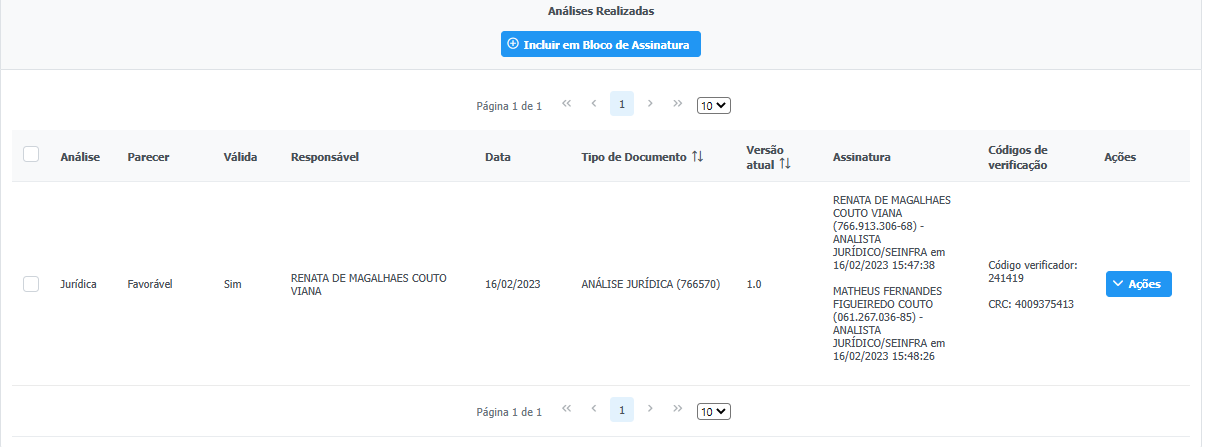 Análises Realizadas
Incluir em Bloco de Assinatura
Página 1 de 1 « ‹ 1 › » 10
Análise Parecer Válida Responsável Data Tipo de Documento Versão atual Assinatura Códigos de verificação Ações
Jurídica Favorável Sim
RENATA DE MAGALHAES COUTO
VIANA
16/02/2023
ANÁLISE JURÍDICA (766570)
1.0
RENATA DE MAGALHAES
COUTO VIANA
(766.913.306-68) -
ANALISTA
JURÍDICO/SEINFRA em
16/02/2023 15:47:38
MATHEUS FERNANDES
FIGUEIREDO COUTO
(061.267.036-85) -
ANALISTA
JURÍDICO/SEINFRA em
16/02/2023 15:48:26
Código verificador:
241419
CRC: 4009375413
Ações
Página 1 de 1 « ‹ 1 › » 10